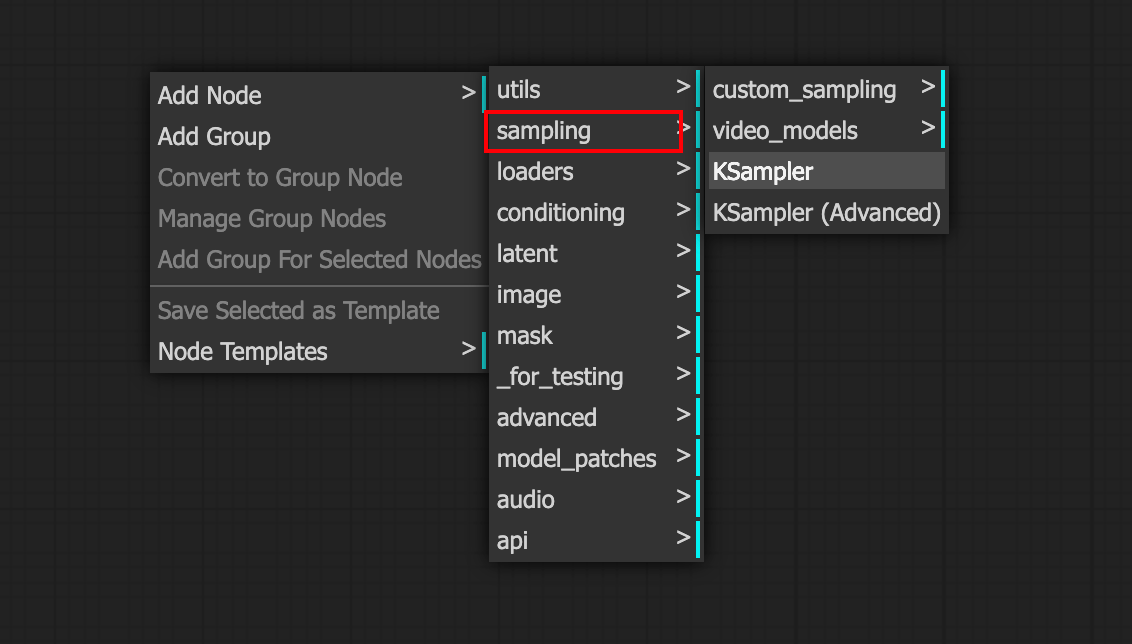 Add Node >
Add Group
Convert to Group Node
Manage Group Nodes
Add Group For Selected Nodes
Save Selected as Template
Node Templates >
utils >
sampling >
loaders >
conditioning >
latent >
image >
mask >
_for_testing >
advanced >
model_patches >
audio >
api >
custom_sampling >
video_models >
KSampler
KSampler (Advanced)